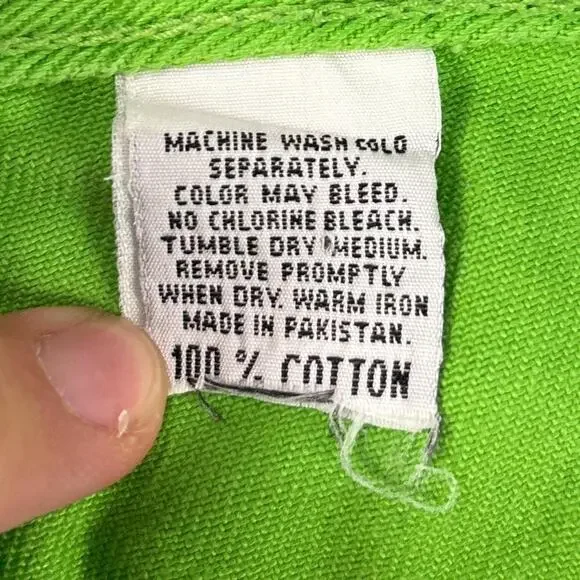 MACHINE WASH COLD
SEPARATELY.
COLOR MAY BLEED.
NO CHLORINE BLEACH.
TUMBLE DRY MEDIUM.
REMOVE PROMPTLY
WHEN DRY. WARM IRON
MADE IN PAKISTAN.
100 % COTTON